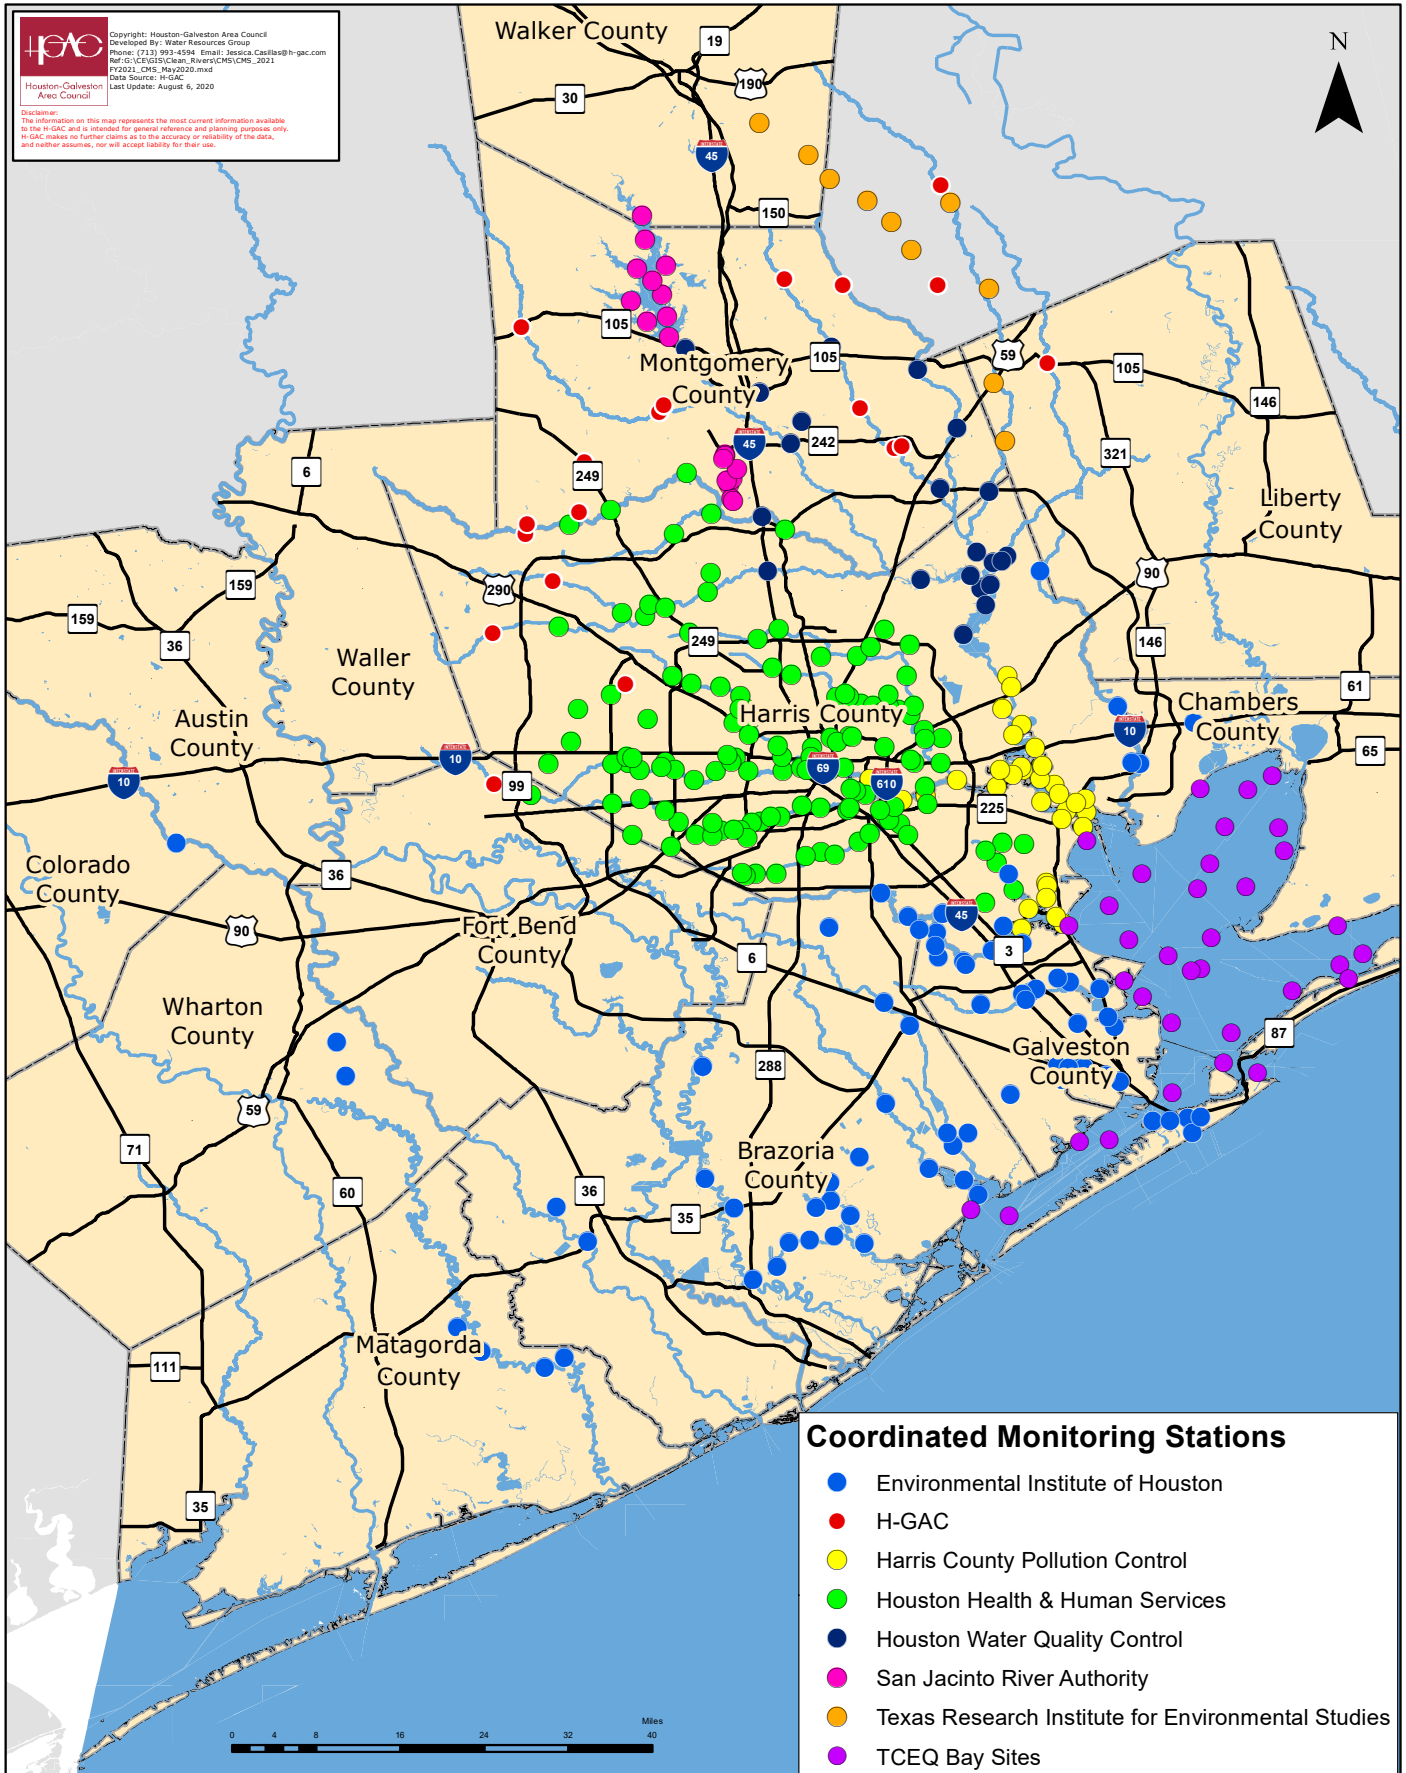 HGAC
Houston-Galveston
Area Council
Copyright: Houston-Galveston Area Council
Developed By: Water Resources Group
Phone: (713) 993-4594 Email: Jessica.Casillas@h-gac.com
Ref:G:\CE\GIS\Clean_Rivers\CMS\CMS_2021
FY2021_CMS_May2020.mxd
Data Source: H-GAC
Last Update: August 6, 2020
Disclaimer:
The information on this map represents the most current information available
to the H-GAC and is intended for general reference and planning purposes only.
H-GAC makes no further claims as to the accuracy or reliability of the data,
and neither assumes, nor will accept liability for their use.
Walker County
N
19
190
30
INTERSTATE
45
150
105
Montgomery
County
105
59
105
146
INTERSTATE
45
242
321
6
249
Liberty
County
290
90
159
159
36
249
146
Waller
County
61
Austin
County
Harris County
Chambers
County
INTERSTATE
10
65
INTERSTATE
10
INTERSTATE
10
99
INTERSTATE
69
INTERSTATE
610
225
Colorado
County
36
90
Fort Bend
County
INTERSTATE
45
3
6
Wharton
County
87
Galveston
County
288
59
71
Brazoria
County
60
36
35
Matagorda
County
111
35
Coordinated Monitoring Stations
Environmental Institute of Houston
H-GAC
Harris County Pollution Control
Houston Health & Human Services
Houston Water Quality Control
San Jacinto River Authority
Texas Research Institute for Environmental Studies
TCEQ Bay Sites
Miles
0 4 8 16 24 32 40